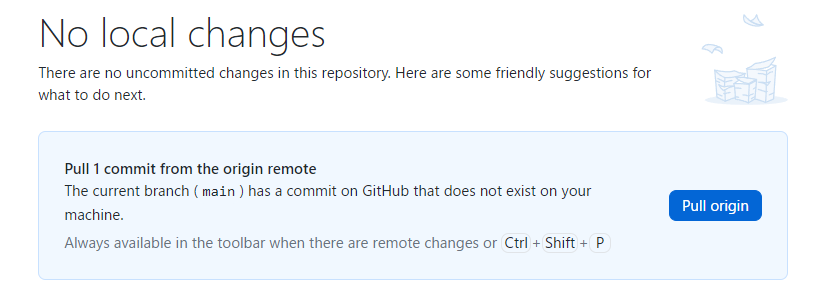 No local changes
There are no uncommitted changes in this repository. Here are some friendly suggestions for
what to do next.
Pull 1 commit from the origin remote
The current branch ( main ) has a commit on GitHub that does not exist on your
machine.
Pull origin
Always available in the toolbar when there are remote changes or Ctrl + Shift + P